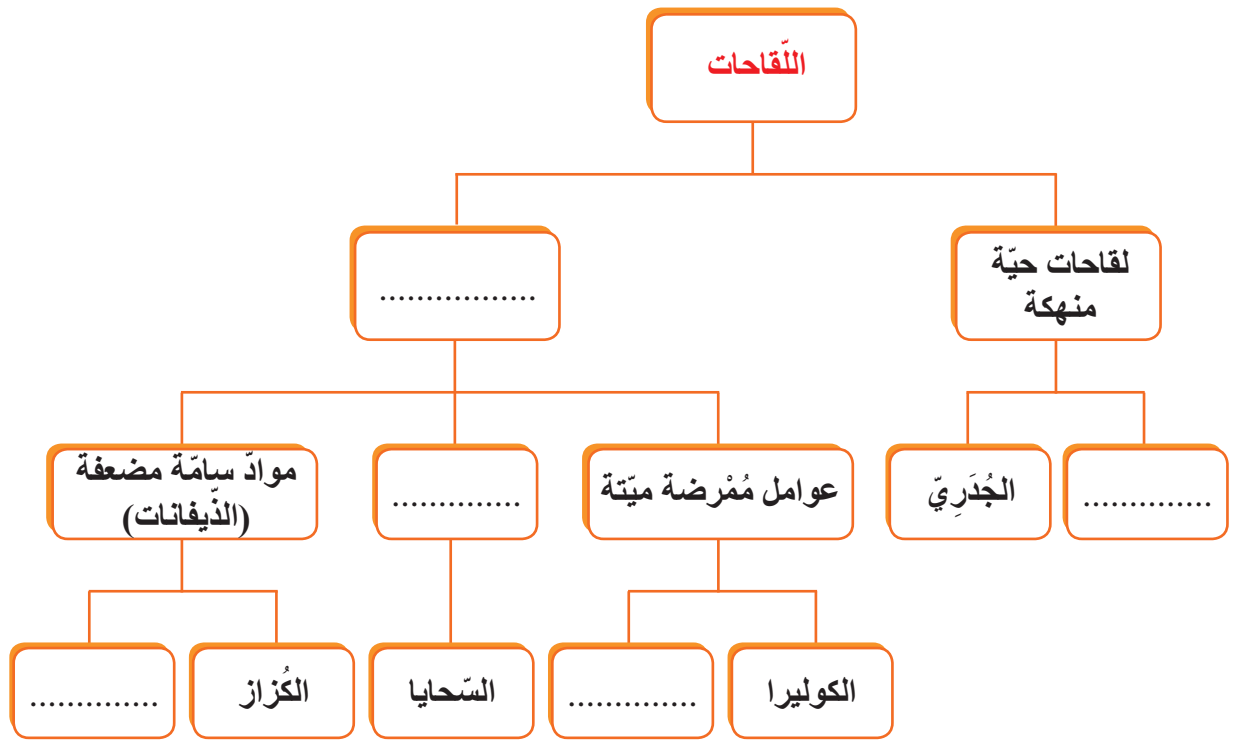 اللّقاحات
لقاحات حيّة
منهكة
.................
..............
الجُدَرِيّ
عوامل مُمْرضة ميّتة
..............
موادّ سامّة مضعفة
(الذّيفانات)
الكوليرا
..............
السّحايا
الكُزاز
..............